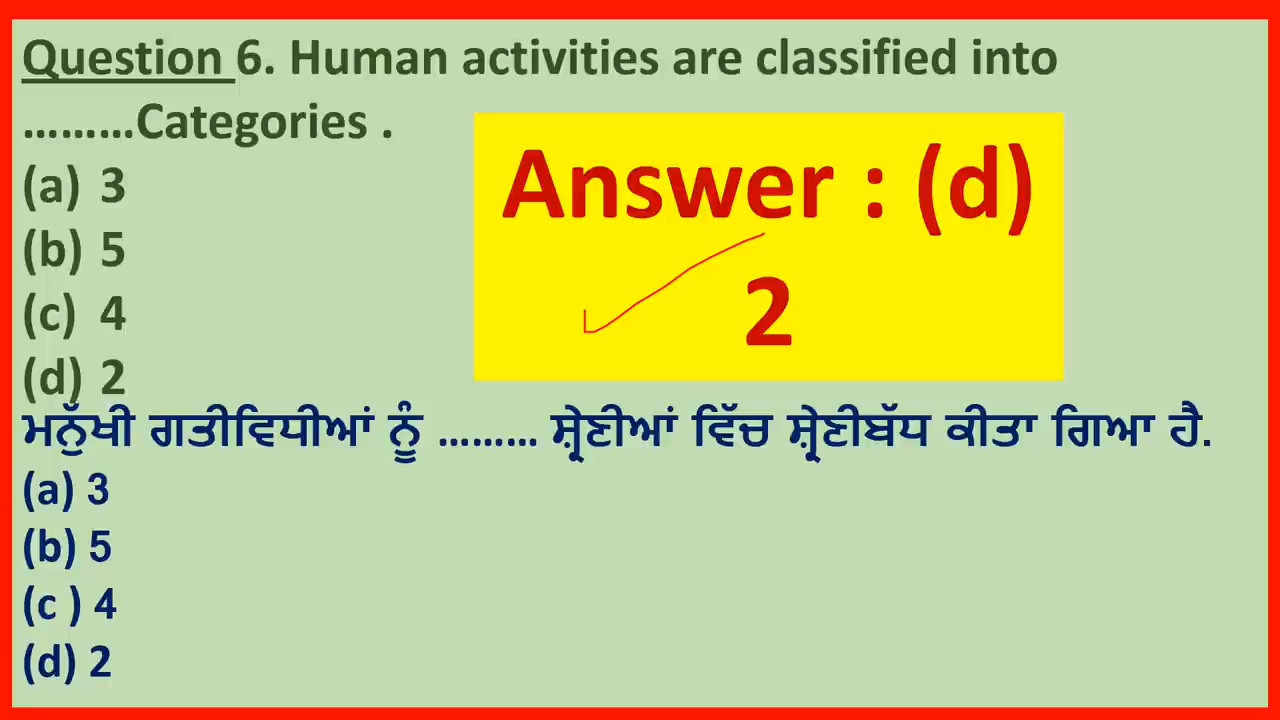 Question 6. Human activities are classified into
………Categories .
(a) 3
(b) 5
(c) 4
(d) 2
Answer : (d)
2
ਮਨੁੱਖੀ ਗਤੀਵਿਧੀਆਂ ਨੂੰ ……… ਸ਼੍ਰੇਣੀਆਂ ਵਿੱਚ ਸ਼੍ਰੇਣੀਬੱਧ ਕੀਤਾ ਗਿਆ ਹੈ.
(a) 3
(b) 5
(c ) 4
(d) 2